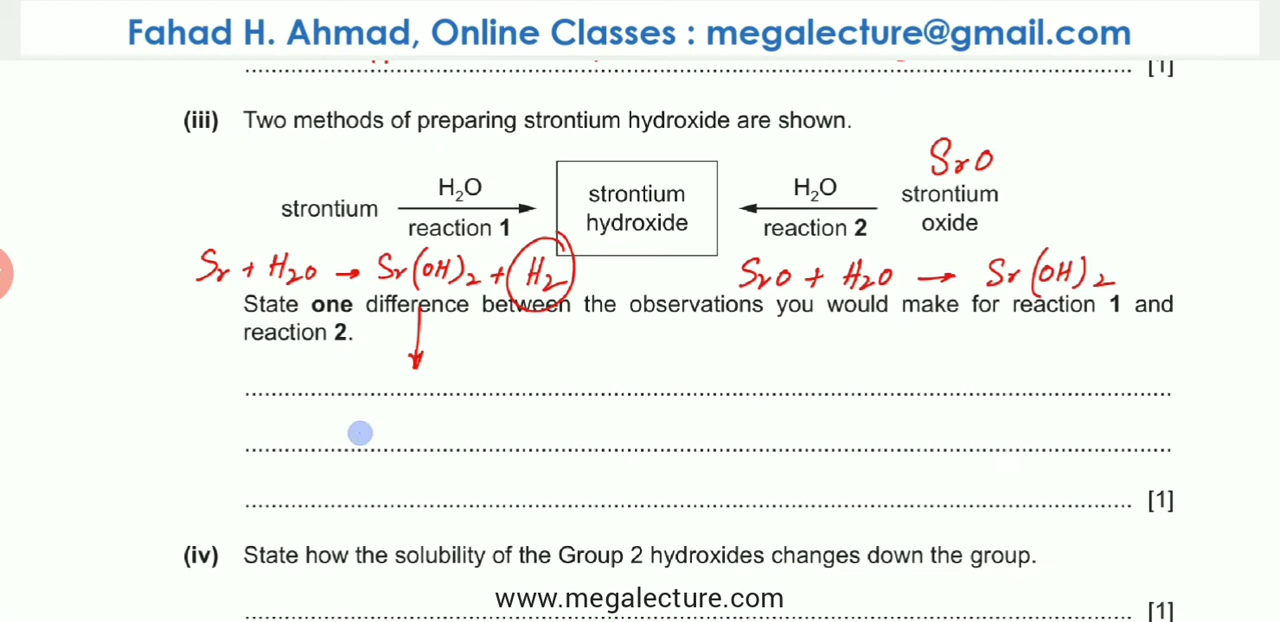 Fahad H. Ahmad, Online Classes : megalecture@gmail.com
[1]
(iii) Two methods of preparing strontium hydroxide are shown.
SrO
strontium H₂O reaction 1 strontium hydroxide H₂O reaction 2 strontium oxide
Sr + H₂O → Sr(OH)₂ + H₂ SrO + H₂O → Sr(OH)₂
State one difference between the observations you would make for reaction 1 and
reaction 2.
[1]
(iv) State how the solubility of the Group 2 hydroxides changes down the group.
www.megalecture.com
[1]